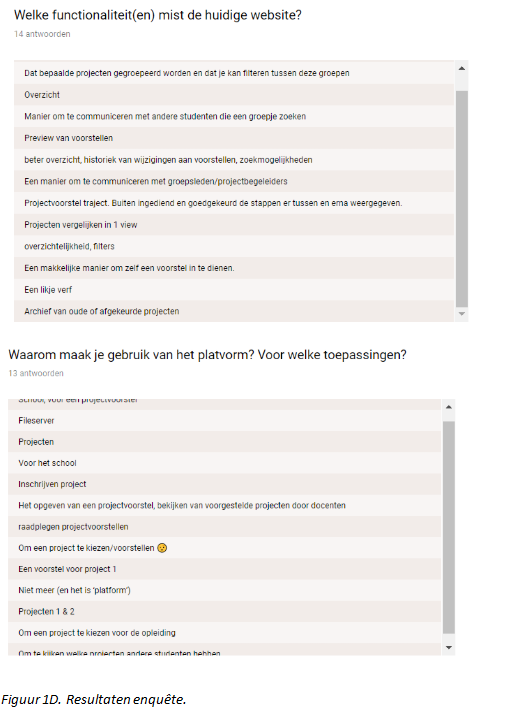 Welke functionaliteit(en) mist de huidige website?
14 antwoorden
Dat bepaalde projecten gegroepeerd worden en dat je kan filteren tussen deze groepen
Overzicht
Manier om te communiceren met andere studenten die een groepje zoeken
Preview van voorstellen
beter overzicht, historiek van wijzigingen aan voorstellen, zoekmogelijkheden
Een manier om te communiceren met groepsleden/projectbegeleiders
Projectvoorstel traject. Buiten ingediend en goedgekeurd de stappen er tussen en erna weergegeven.
Projecten vergelijken in 1 view
overzichtelijkheid, filters
Een makkelijke manier om zelf een voorstel in te dienen.
Een likje verf
Archief van oude of afgekeurde projecten
Waarom maak je gebruik van het platvorm? Voor welke toepassingen?
13 antwoorden
School, voor een projectvoorstel
Fileserver
Projecten
Voor het school
Inschrijven project
Het opgeven van een projectvoorstel, bekijken van voorgestelde projecten door docenten
raadplegen projectvoorstellen
Om een project te kiezen/voorstellen 😕
Een voorstel voor project 1
Niet meer (en het is 'platform')
Projecten 1 & 2
Om een project te kiezen voor de opleiding
Om te kijken welke projecten andere studenten hebben
Figuur 1D. Resultaten enquête.